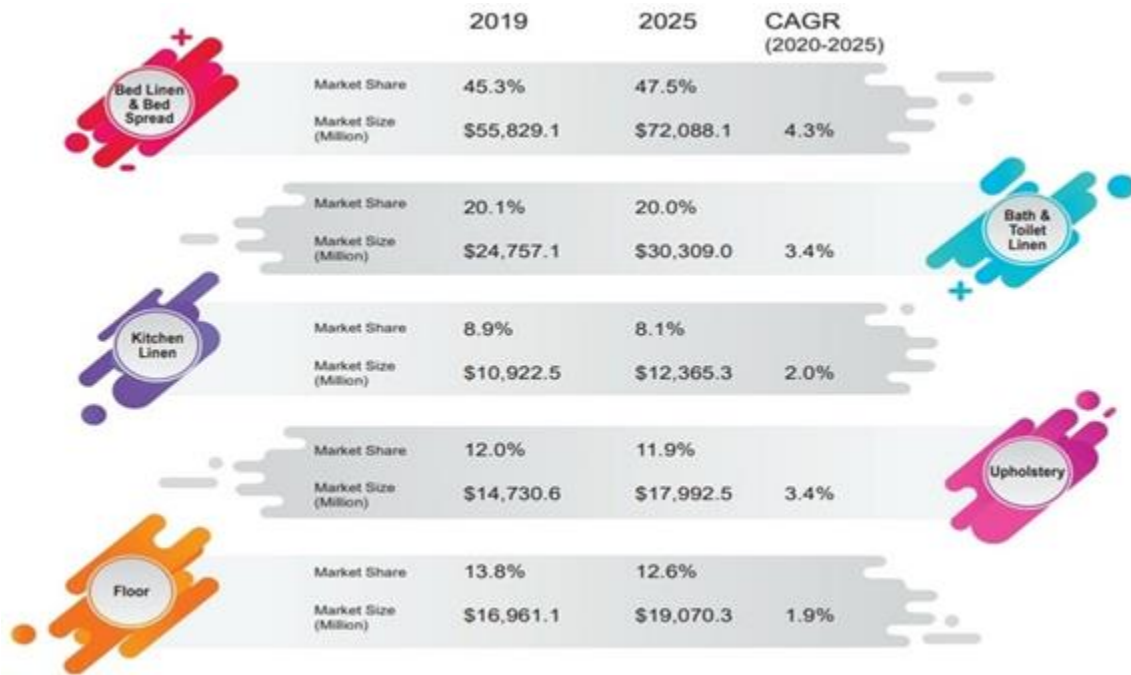 2019 2025 CAGR
(2020-2025)
Bed Linen
& Bed
Spread
Market Share 45.3% 47.5%
Market Size
(Million) $55,829.1 $72,088.1 4.3%
Market Share 20.1% 20.0%
Market Size
(Million) $24,757.1 $30,309.0 3.4%
Bath &
Toilet
Linen
Kitchen
Linen
Market Share 8.9% 8.1%
Market Size
(Million) $10,922.5 $12,365.3 2.0%
Market Share 12.0% 11.9%
Market Size
(Million) $14,730.6 $17,992.5 3.4%
Upholstery
Floor
Market Share 13.8% 12.6%
Market Size
(Million) $16,961.1 $19,070.3 1.9%